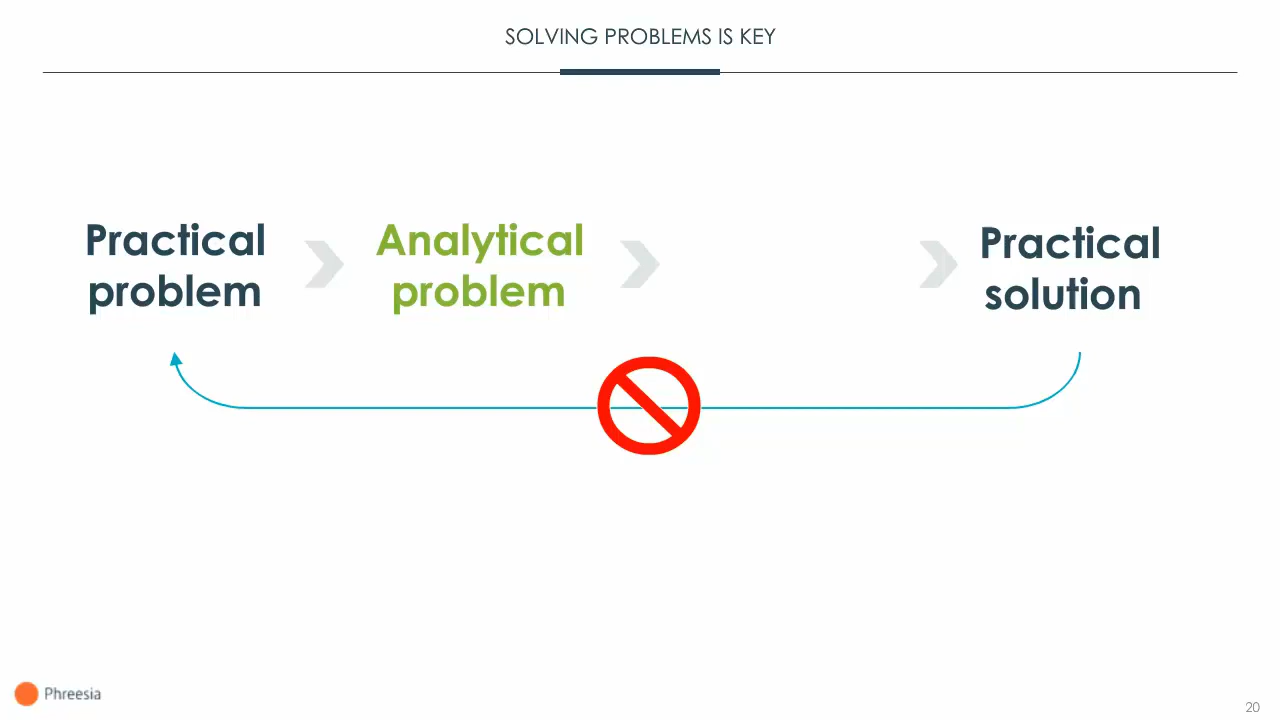 SOLVING PROBLEMS IS KEY
Practical
problem
Analytical
problem
Practical
solution
Phreesia
20